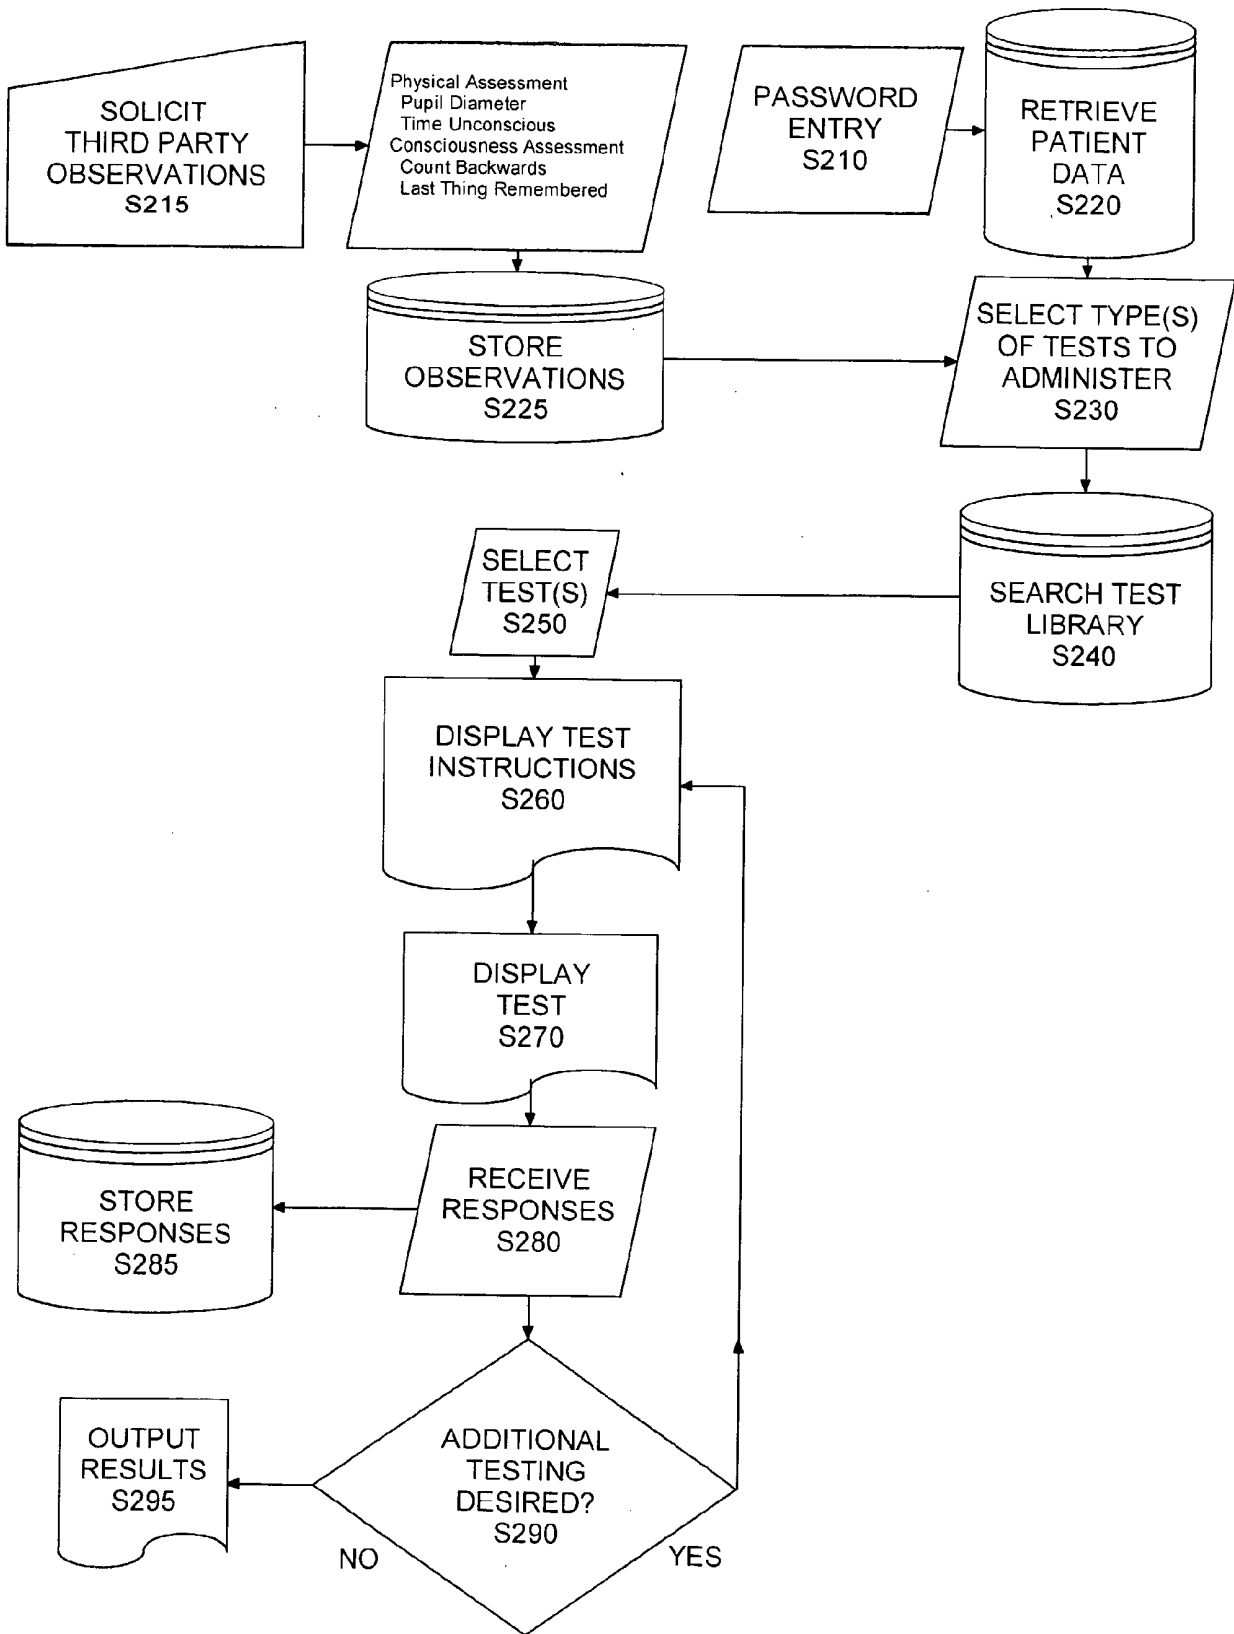 SOLICIT
THIRD PARTY
OBSERVATIONS
S215
Physical Assessment
Pupil Diameter
Time Unconscious
Consciousness Assessment
Count Backwards
Last Thing Remembered
PASSWORD
ENTRY
S210
RETRIEVE
PATIENT
DATA
S220
STORE
OBSERVATIONS
S225
SELECT TYPE(S)
OF TESTS TO
ADMINISTER
S230
SELECT
TEST(S)
S250
SEARCH TEST
LIBRARY
S240
DISPLAY TEST
INSTRUCTIONS
S260
DISPLAY
TEST
S270
STORE
RESPONSES
S285
RECEIVE
RESPONSES
S280
OUTPUT
RESULTS
S295
ADDITIONAL
TESTING
DESIRED?
S290
NO
YES